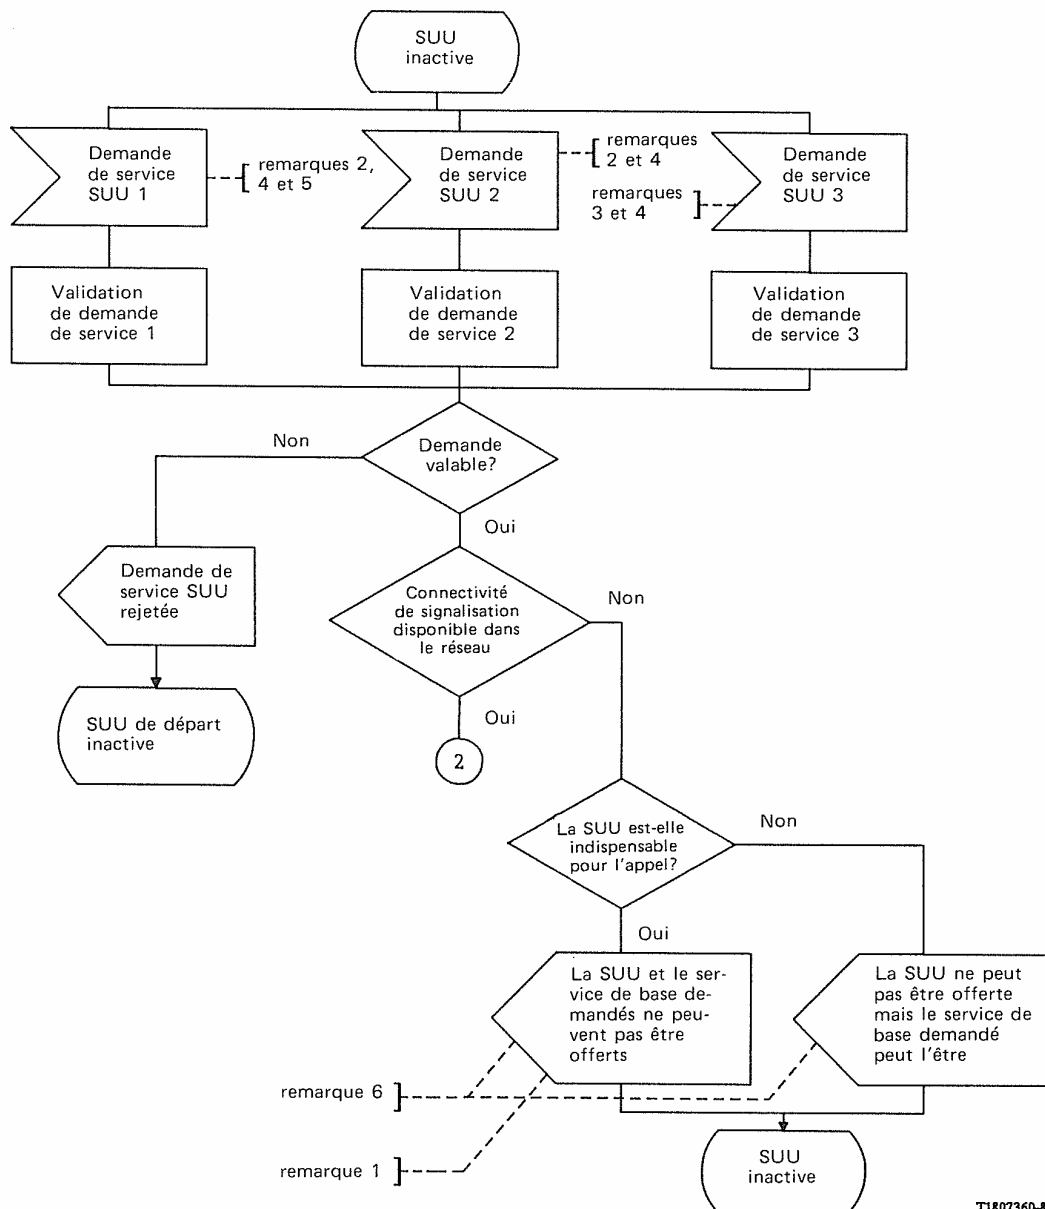 SUU
inactive
Demande
de service
SUU 1
remarques 2,
4 et 5
Demande
de service
SUU 2
remarques
2 et 4
remarques
3 et 4
Demande
de service
SUU 3
Validation
de demande
de service 1
Validation
de demande
de service 2
Validation
de demande
de service 3
Non
Demande
valable?
Oui
Demande de
service SUU
rejetée
Connectivité
de signalisation
disponible dans
le réseau
Non
SUU de départ
inactive
Oui
2
La SUU est-elle
indispensable
pour l'appel?
Non
Oui
La SUU et le ser-
vice de base de-
mandés ne peu-
vent pas être
offerts
La SUU ne peut
pas être offerte
mais le service de
base demandé
peut l'être
remarque 6
remarque 1
SUU
inactive
T1807360-8